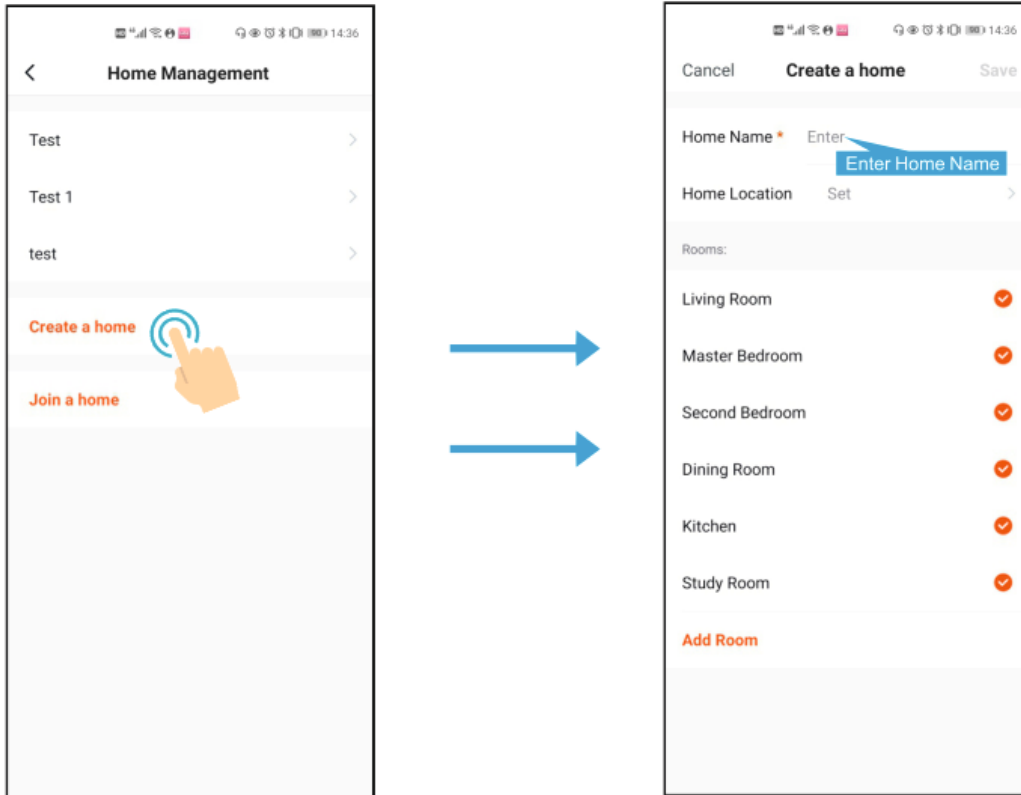 14:36
Home Management
Test
Test 1
test
Create a home
Join a home
14:36
Cancel Create a home Save
Home Name * Enter
Enter Home Name
Home Location Set
Rooms:
Living Room
Master Bedroom
Second Bedroom
Dining Room
Kitchen
Study Room
Add Room